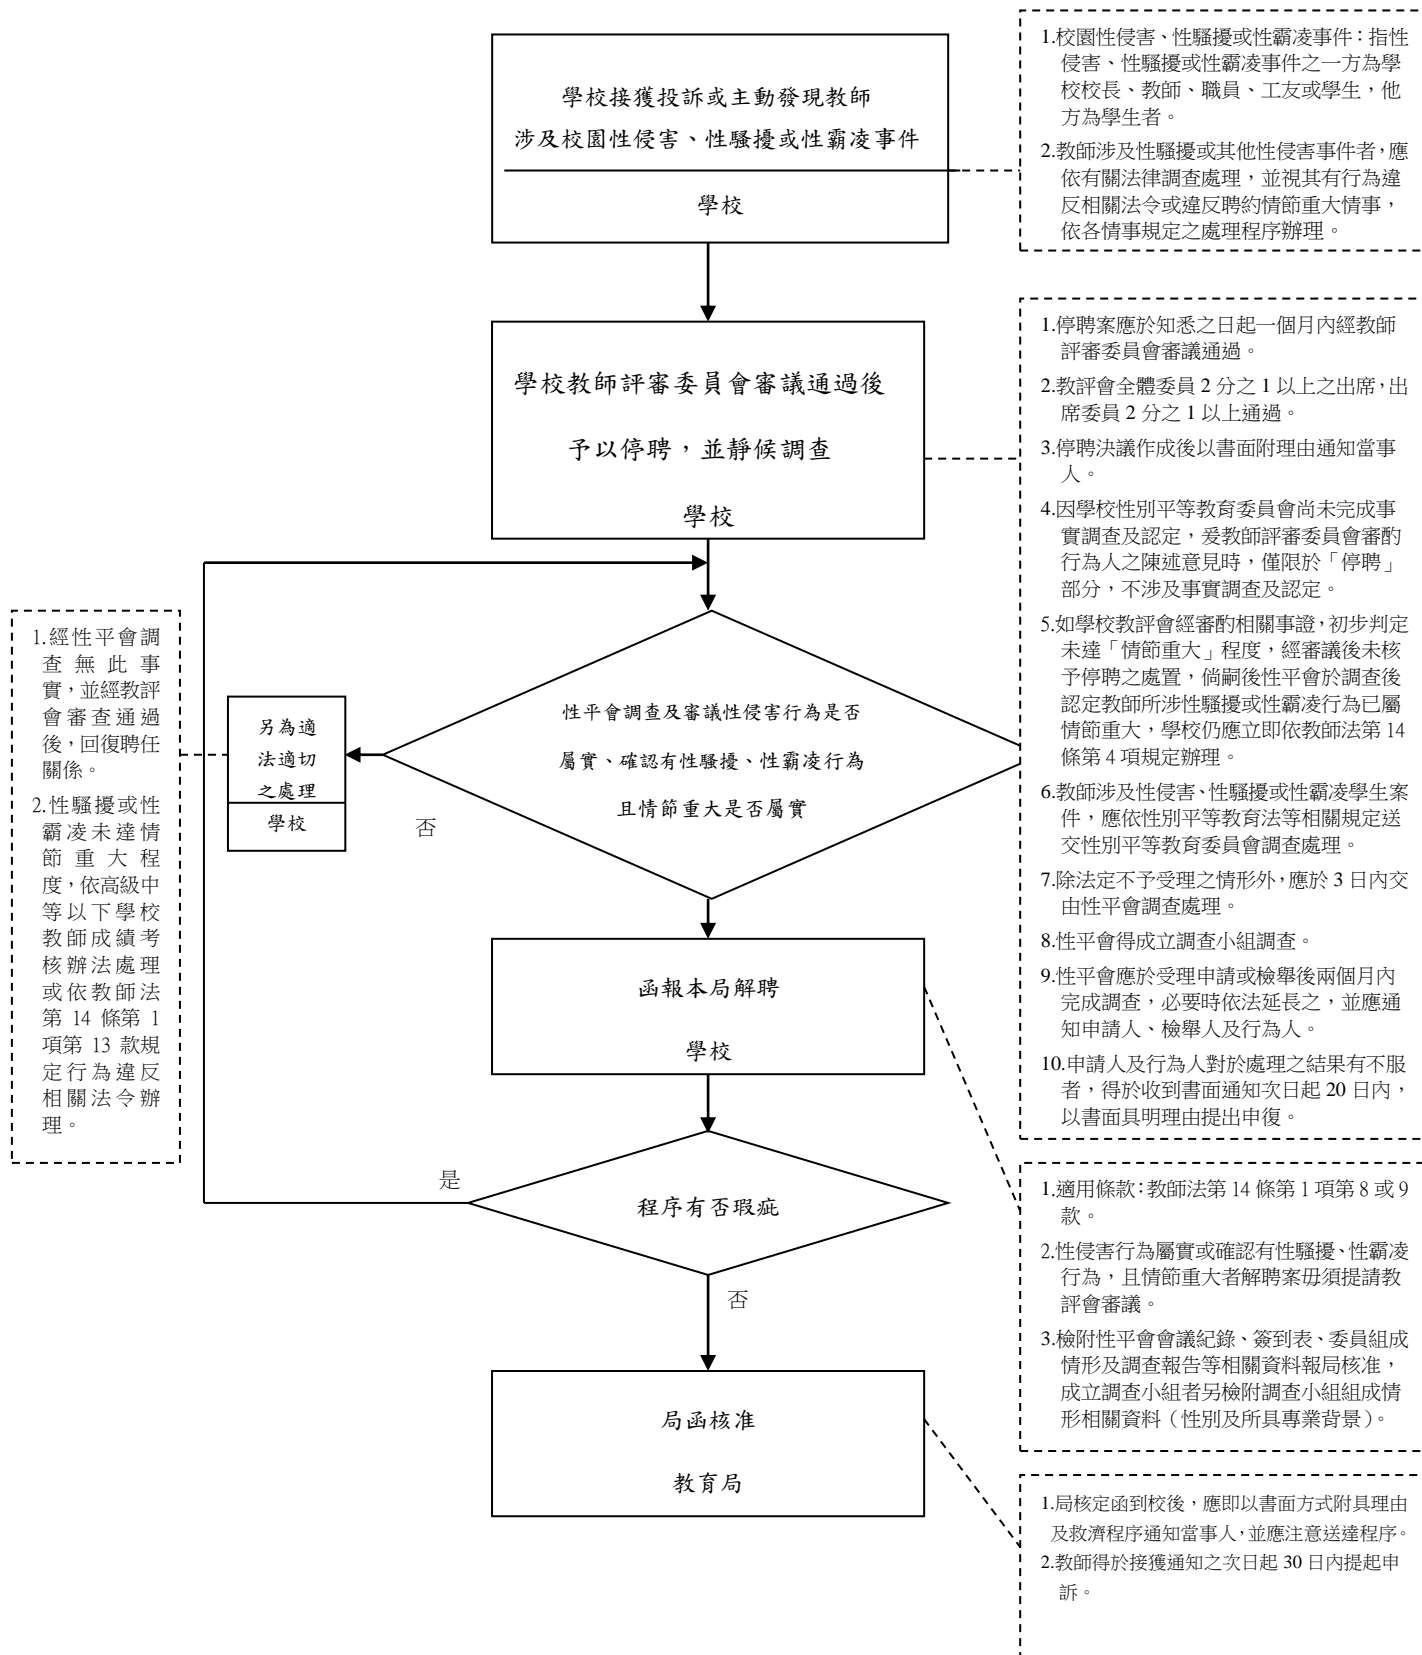 學校接獲投訴或主動發現教師
涉及校園性侵害、性騷擾或性霸凌事件
學校
1.校園性侵害、性騷擾或性霸凌事件：指性
侵害、性騷擾或性霸凌事件之一方為學
校校長、教師、職員、工友或學生，他
方為學生者。
2.教師涉及性騷擾或其他性侵害事件者，應
依有關法律調查處理，並視其有行為違
反相關法令或違反聘約情節重大情事，
依各情事規定之處理程序辦理。
學校教師評審委員會審議通過後
予以停聘，並靜候調查
學校
1.停聘案應於知悉之日起一個月內經教師
評審委員會審議通過。
2.教評會全體委員 2 分之 1 以上之出席，出
席委員 2 分之 1 以上通過。
3.停聘決議作成後以書面附理由通知當事
人。
4.因學校性別平等教育委員會尚未完成事
實調查及認定，爰教師評審委員會審酌
行為人之陳述意見時，僅限於「停聘」
部分，不涉及事實調查及認定。
5.如學校教評會經審酌相關事證，初步判定
未達「情節重大」程度，經審議後未核
予停聘之處置，倘嗣後性平會於調查後
認定教師所涉性騷擾或性霸凌行為已屬
情節重大，學校仍應立即依教師法第 14
條第 4 項規定辦理。
6.教師涉及性侵害、性騷擾或性霸凌學生案
件，應依性別平等教育法等相關規定送
交性別平等教育委員會調查處理。
7.除法定不予受理之情形外，應於 3 日內交
由性平會調查處理。
8.性平會得成立調查小組調查。
9.性平會應於受理申請或檢舉後兩個月內
完成調查，必要時依法延長之，並應通
知申請人、檢舉人及行為人。
10.申請人及行為人對於處理之結果有不服
者，得於收到書面通知次日起 20 日內，
以書面具明理由提出申復。
性平會調查及審議性侵害行為是否
屬實、確認有性騷擾、性霸凌行為
且情節重大是否屬實
否
另為適
法適切
之處理
學校
1.經性平會調
查無此事
實，並經教評
會審查通過
後，回復聘任
關係。
2.性騷擾或性
霸凌未達情
節重大程
度，依高級中
等以下學校
教師成績考
核辦法處理
或依教師法
第 14 條第 1
項第 13 款規
定行為違反
相關法令辦
理。
函報本局解聘
學校
程序有否瑕疵
是
否
1.適用條款：教師法第 14 條第 1 項第 8 或 9
款。
2.性侵害行為屬實或確認有性騷擾、性霸凌
行為，且情節重大者解聘案毋須提請教
評會審議。
3.檢附性平會會議紀錄、簽到表、委員組成
情形及調查報告等相關資料報局核准，
成立調查小組者另檢附調查小組組成情
形相關資料（性別及所具專業背景）。
局函核准
教育局
1.局核定函到校後，應即以書面方式附具理由
及救濟程序通知當事人，並應注意送達程序。
2.教師得於接獲通知之次日起 30 日內提起申
訴。